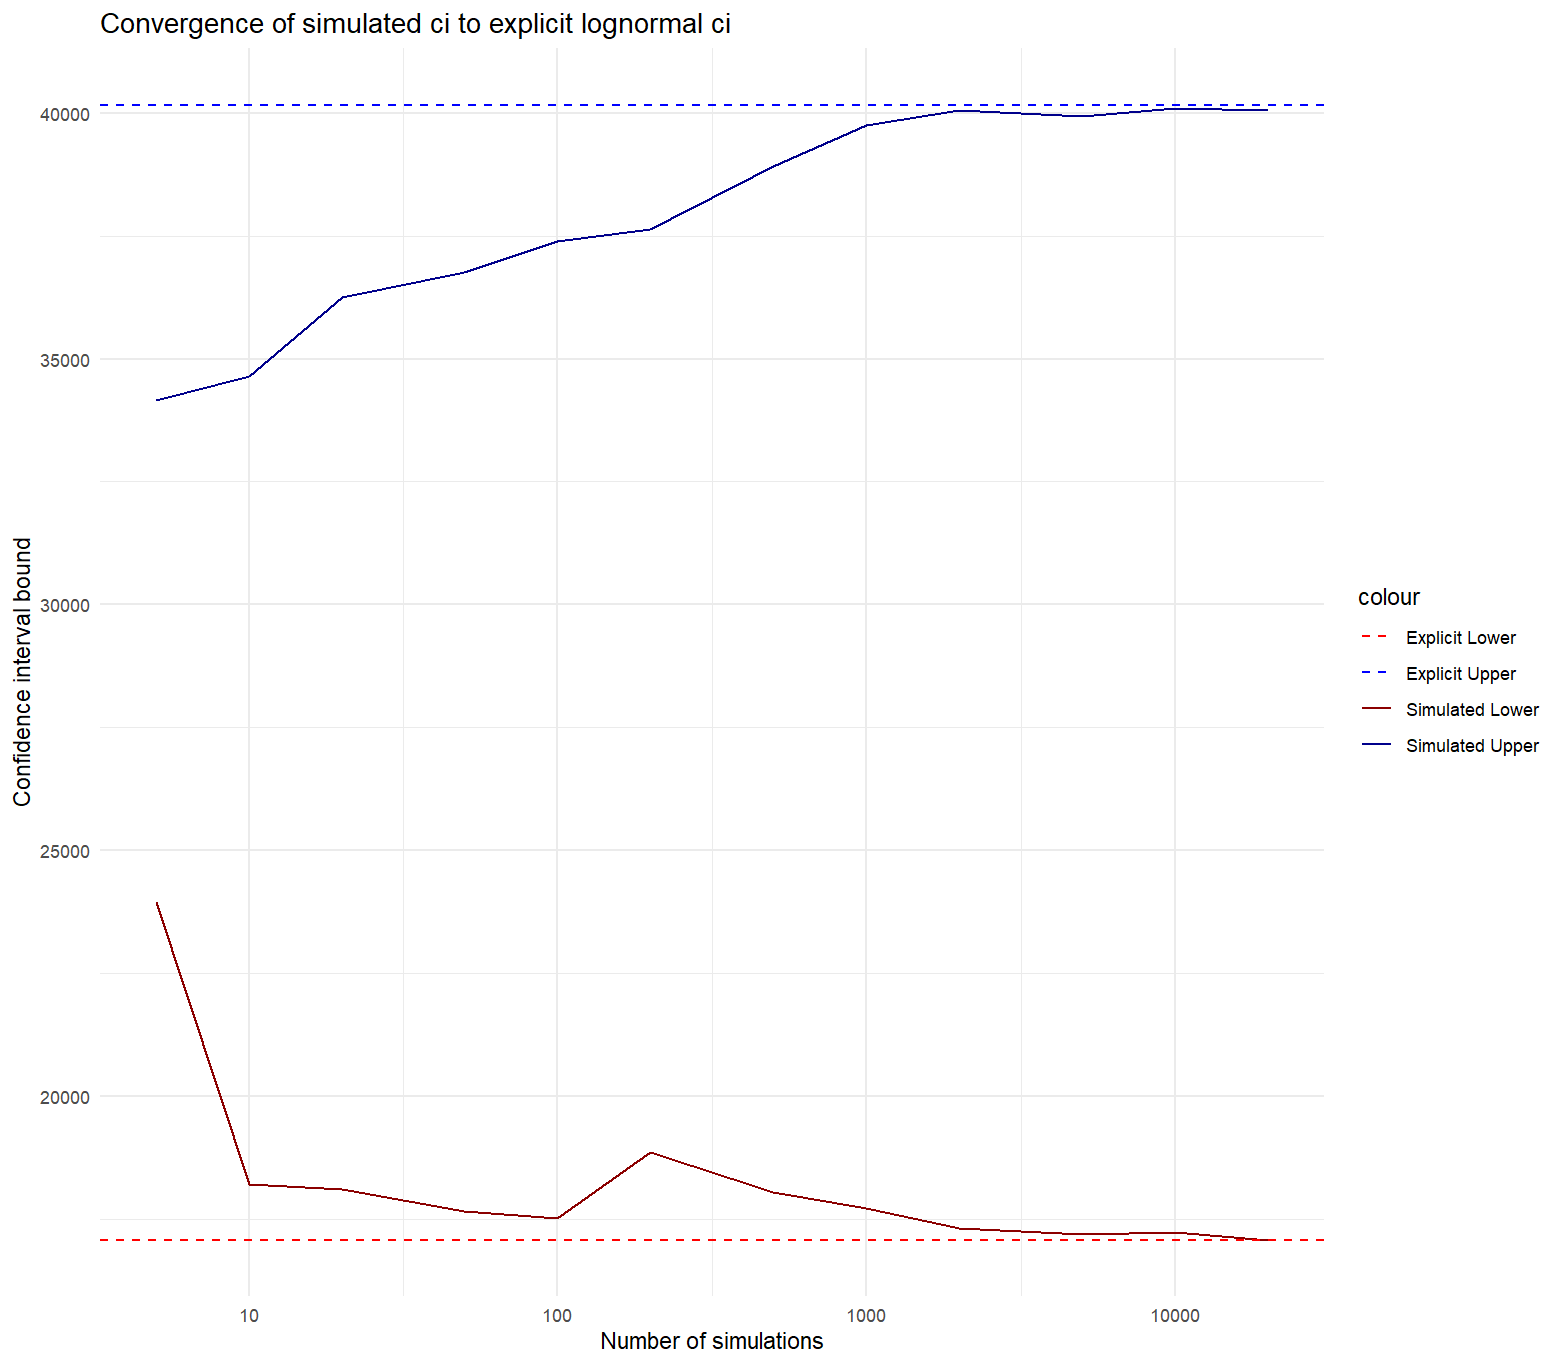 Convergence of simulated ci to explicit lognormal ci
40000
35000
30000
25000
20000
Confidence interval bound
10
100
1000
10000
Number of simulations
colour
Explicit Lower
Explicit Upper
Simulated Lower
Simulated Upper